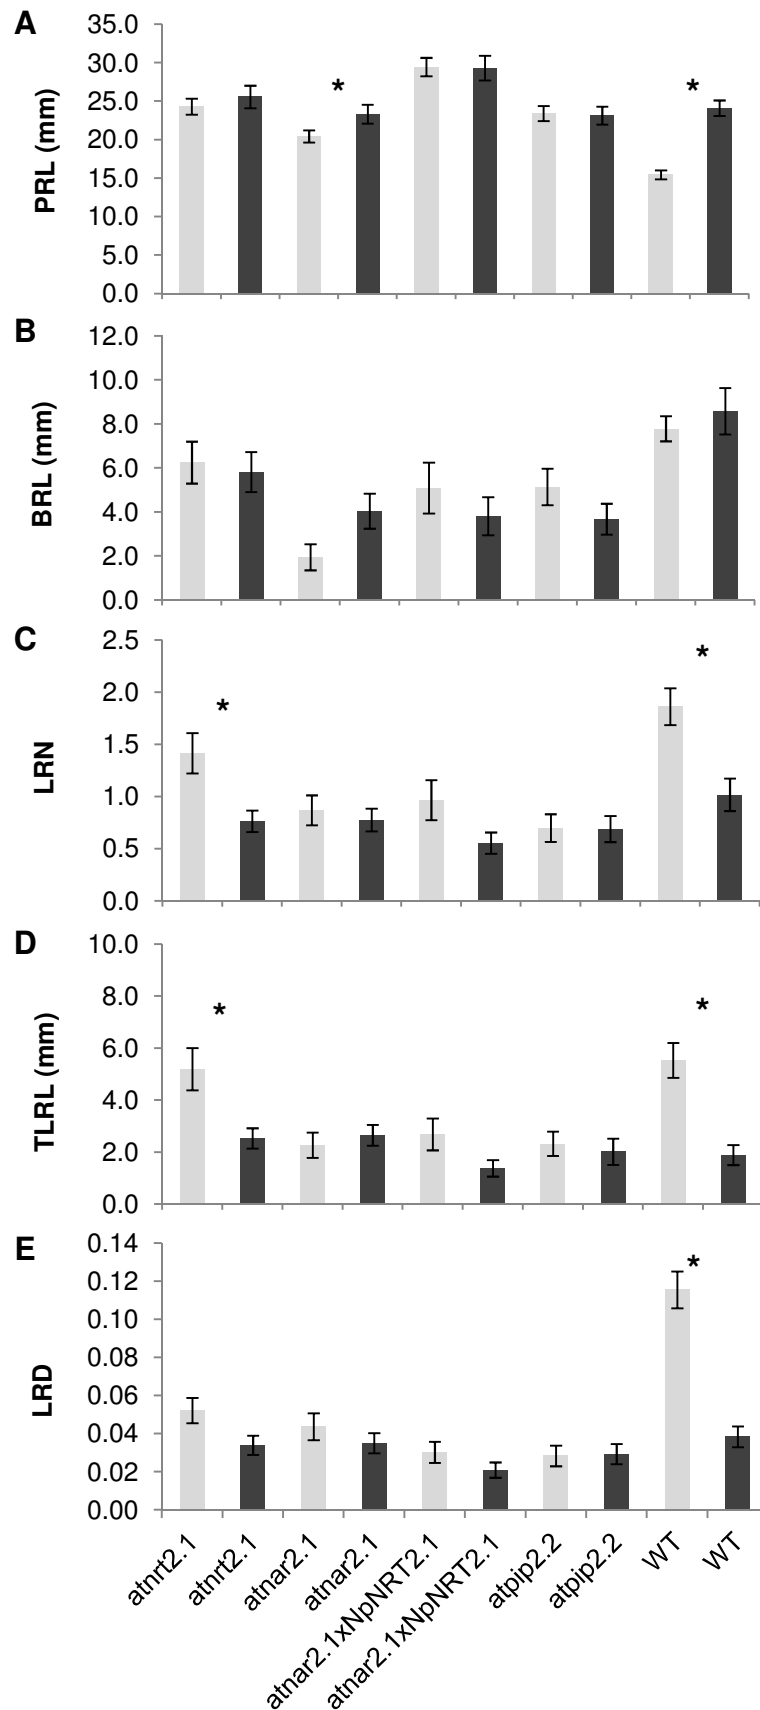 A
PRL (mm)
35.0
30.0
25.0
20.0
15.0
10.0
5.0
0.0
*
*
B
BRL (mm)
12.0
10.0
8.0
6.0
4.0
2.0
0.0
C
LRN
2.5
2.0
1.5
1.0
0.5
0.0
*
*
D
TLRL (mm)
10.0
8.0
6.0
4.0
2.0
0.0
*
*
E
LRD
0.14
0.12
0.10
0.08
0.06
0.04
0.02
0.00
*
atnrt2.1
atnrt2.1
atnar2.1
atnar2.1
atnar2.1xNpNRT2.1
atnar2.1xNpNRT2.1
atpip2.2
atpip2.2
WT
WT